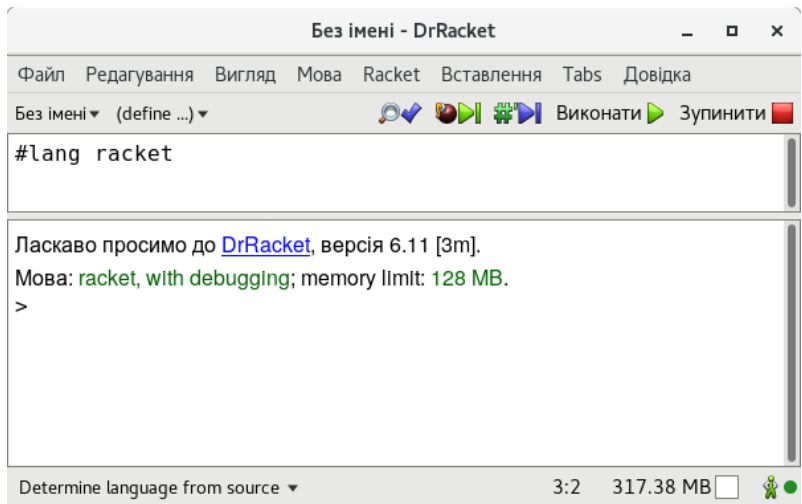 Без імені - DrRacket
Файл Редагування Вигляд Мова Racket Вставлення Tabs Довідка
Без імені (define ...) Виконати Зупинити
#lang racket
Ласкаво просимо до DrRacket, версія 6.11 [3m].
Мова: racket, with debugging; memory limit: 128 MB.
>
Determine language from source 3:2 317.38 MB